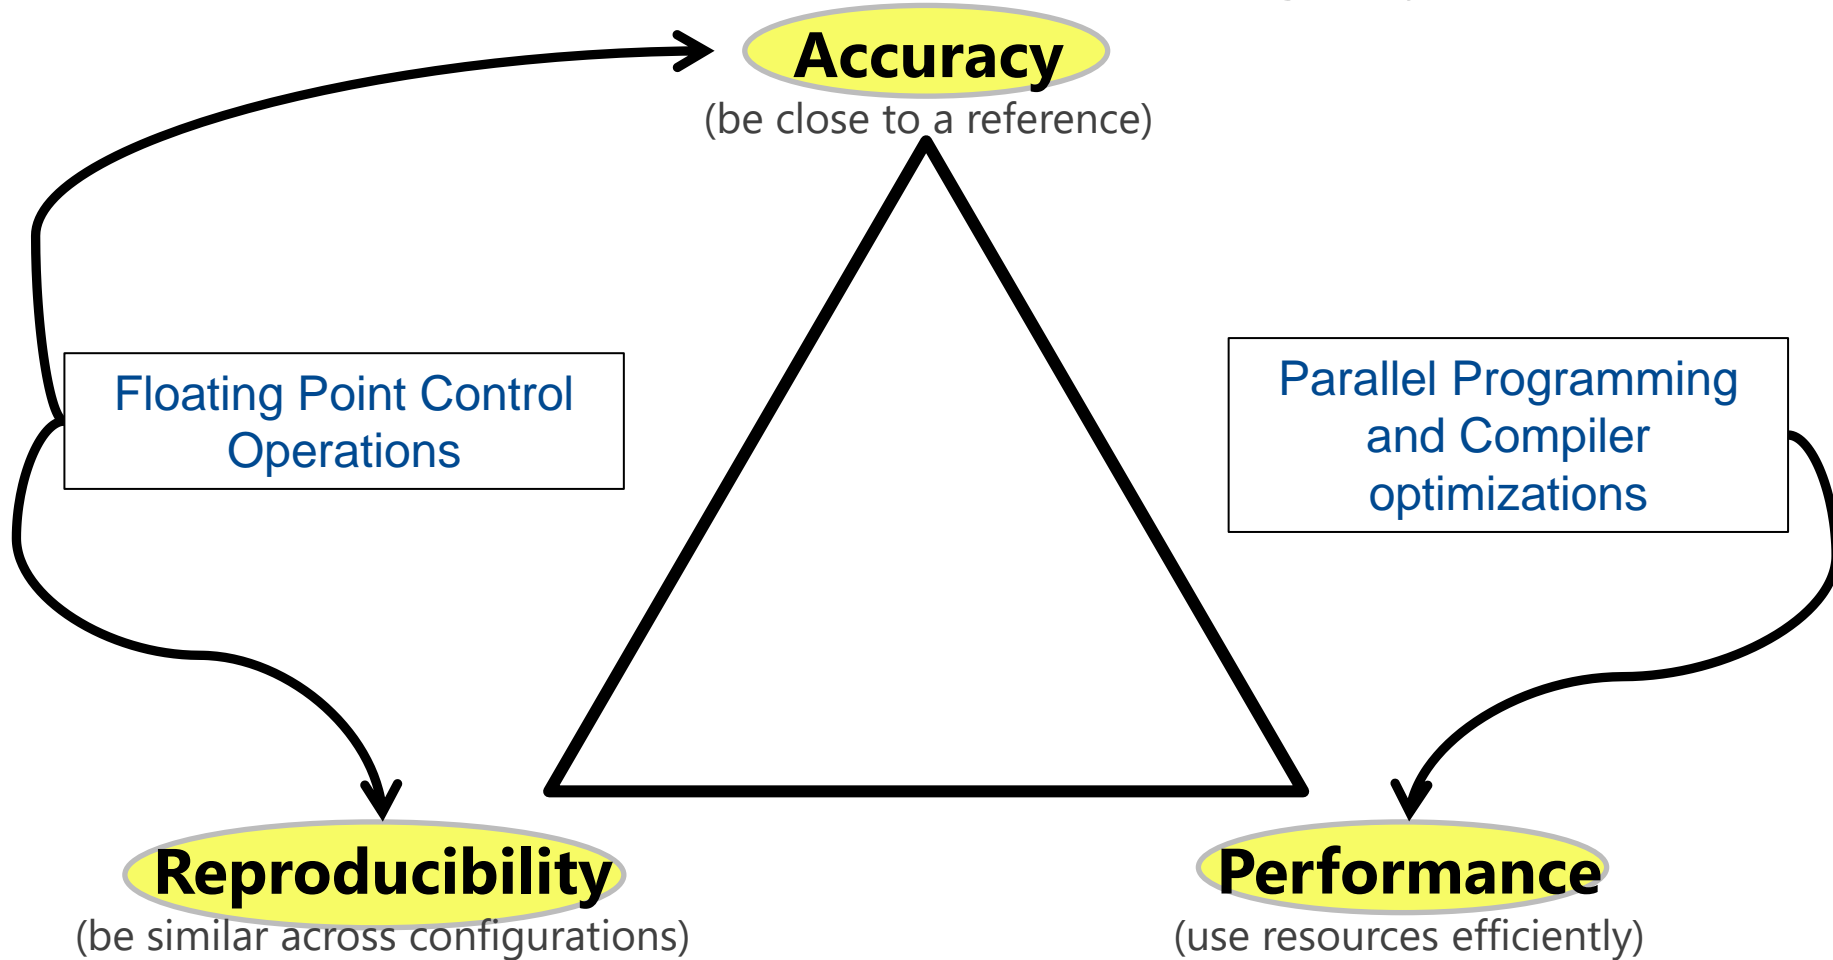 Accuracy
(be close to a reference)
Floating Point Control
Operations
Parallel Programming
and Compiler
optimizations
Reproducibility
(be similar across configurations)
Performance
(use resources efficiently)